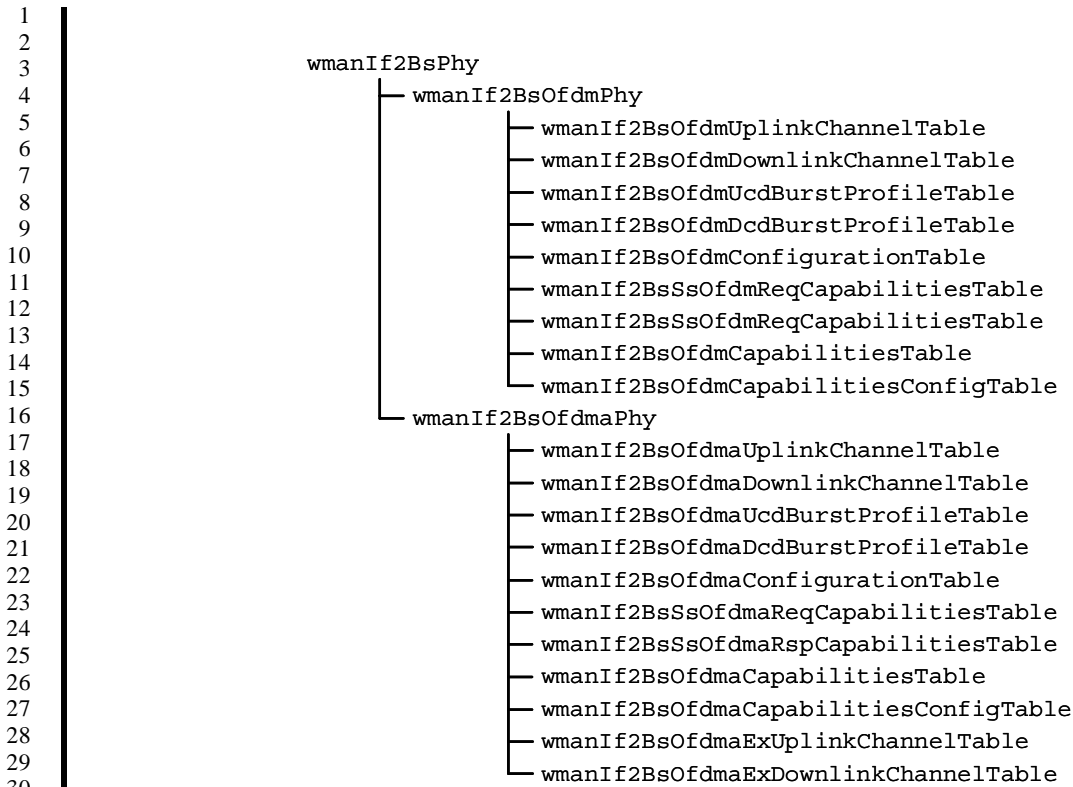 1
2
3
4
5
6
7
8
9
10
11
12
13
14
15
16
17
18
19
20
21
22
23
24
25
26
27
28
29
30
wmanIf2BsPhy
wmanIf2BsOfdmPhy
wmanIf2BsOfdmUplinkChannelTable
wmanIf2BsOfdmDownlinkChannelTable
wmanIf2BsOfdmUcdBurstProfileTable
wmanIf2BsOfdmDcdBurstProfileTable
wmanIf2BsOfdmConfigurationTable
wmanIf2BsSsOfdmReqCapabilitiesTable
wmanIf2BsSsOfdmReqCapabilitiesTable
wmanIf2BsOfdmCapabilitiesTable
wmanIf2BsOfdmCapabilitiesConfigTable
wmanIf2BsOfdmaPhy
wmanIf2BsOfdmaUplinkChannelTable
wmanIf2BsOfdmaDownlinkChannelTable
wmanIf2BsOfdmaUcdBurstProfileTable
wmanIf2BsOfdmaDcdBurstProfileTable
wmanIf2BsOfdmaConfigurationTable
wmanIf2BsSsOfdmaReqCapabilitiesTable
wmanIf2BsSsOfdmaRspCapabilitiesTable
wmanIf2BsOfdmaCapabilitiesTable
wmanIf2BsOfdmaCapabilitiesConfigTable
wmanIf2BsOfdmaExUplinkChannelTable
wmanIf2BsOfdmaExDownlinkChannelTable